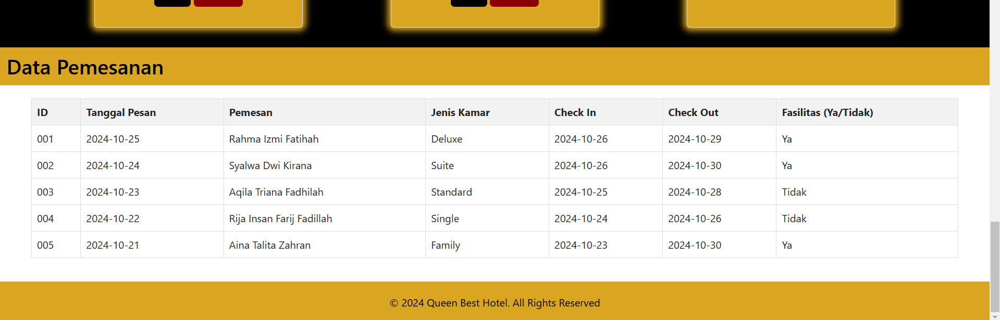 Data Pemesanan
ID Tanggal Pesan Pemesan Jenis Kamar Check In Check Out Fasilitas (Ya/Tidak)
001 2024-10-25 Rahma Izmi Fatihah Deluxe 2024-10-26 2024-10-29 Ya
002 2024-10-24 Syalwa Dwi Kirana Suite 2024-10-26 2024-10-30 Ya
003 2024-10-23 Aqila Triana Fadhilah Standard 2024-10-25 2024-10-28 Tidak
004 2024-10-22 Rija Insan Farij Fadillah Single 2024-10-24 2024-10-26 Tidak
005 2024-10-21 Aina Talita Zahran Family 2024-10-23 2024-10-30 Ya
© 2024 Queen Best Hotel. All Rights Reserved